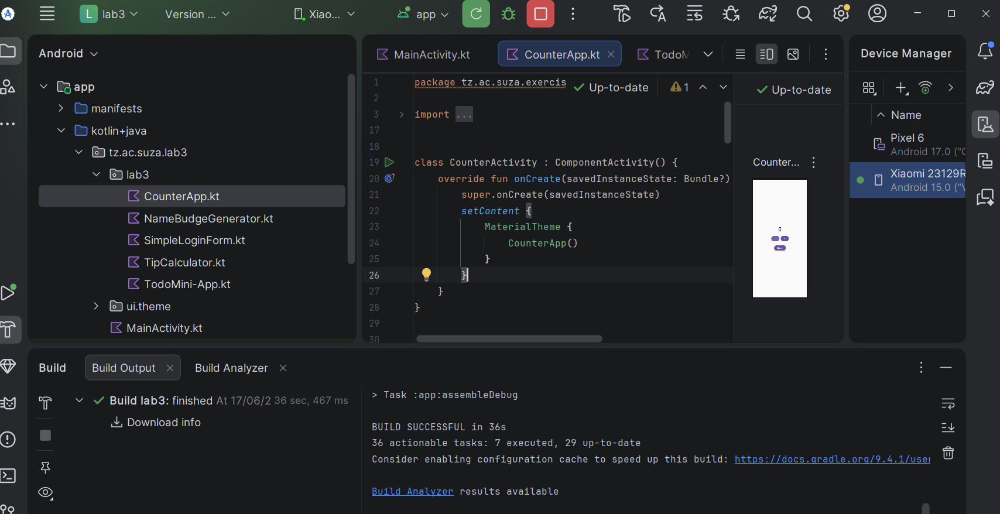 L lab3
Version ...
Xiao...
app
Android
app
manifests
kotlin+java
tz.ac.suza.lab3
lab3
CounterApp.kt
NameBudgeGenerator.kt
SimpleLoginForm.kt
TipCalculator.kt
TodoMini-App.kt
ui.theme
MainActivity.kt
MainActivity.kt
CounterApp.kt
TodoM
1 package tz.ac.suza.exercis
Up-to-date
1
2
3 import ...
17
18
19 class CounterActivity : ComponentActivity() {
20 override fun onCreate(savedInstanceState: Bundle?)
21 super.onCreate(savedInstanceState)
22 setContent {
23 MaterialTheme {
24 CounterApp()
25 }
26 }
27 }
28 }
29
30
Up-to-date
Counter...
0
Device Manager
Name
Pixel 6
Android 17.0 ("C
Xiaomi 23129R
Android 15.0 ("V
Build
Build Output
Build Analyzer
Build lab3: finished At 17/06/2 36 sec, 467 ms
Download info
> Task :app:assembleDebug
BUILD SUCCESSFUL in 36s
36 actionable tasks: 7 executed, 29 up-to-date
Consider enabling configuration cache to speed up this build: https://docs.gradle.org/9.4.1/user
Build Analyzer results available